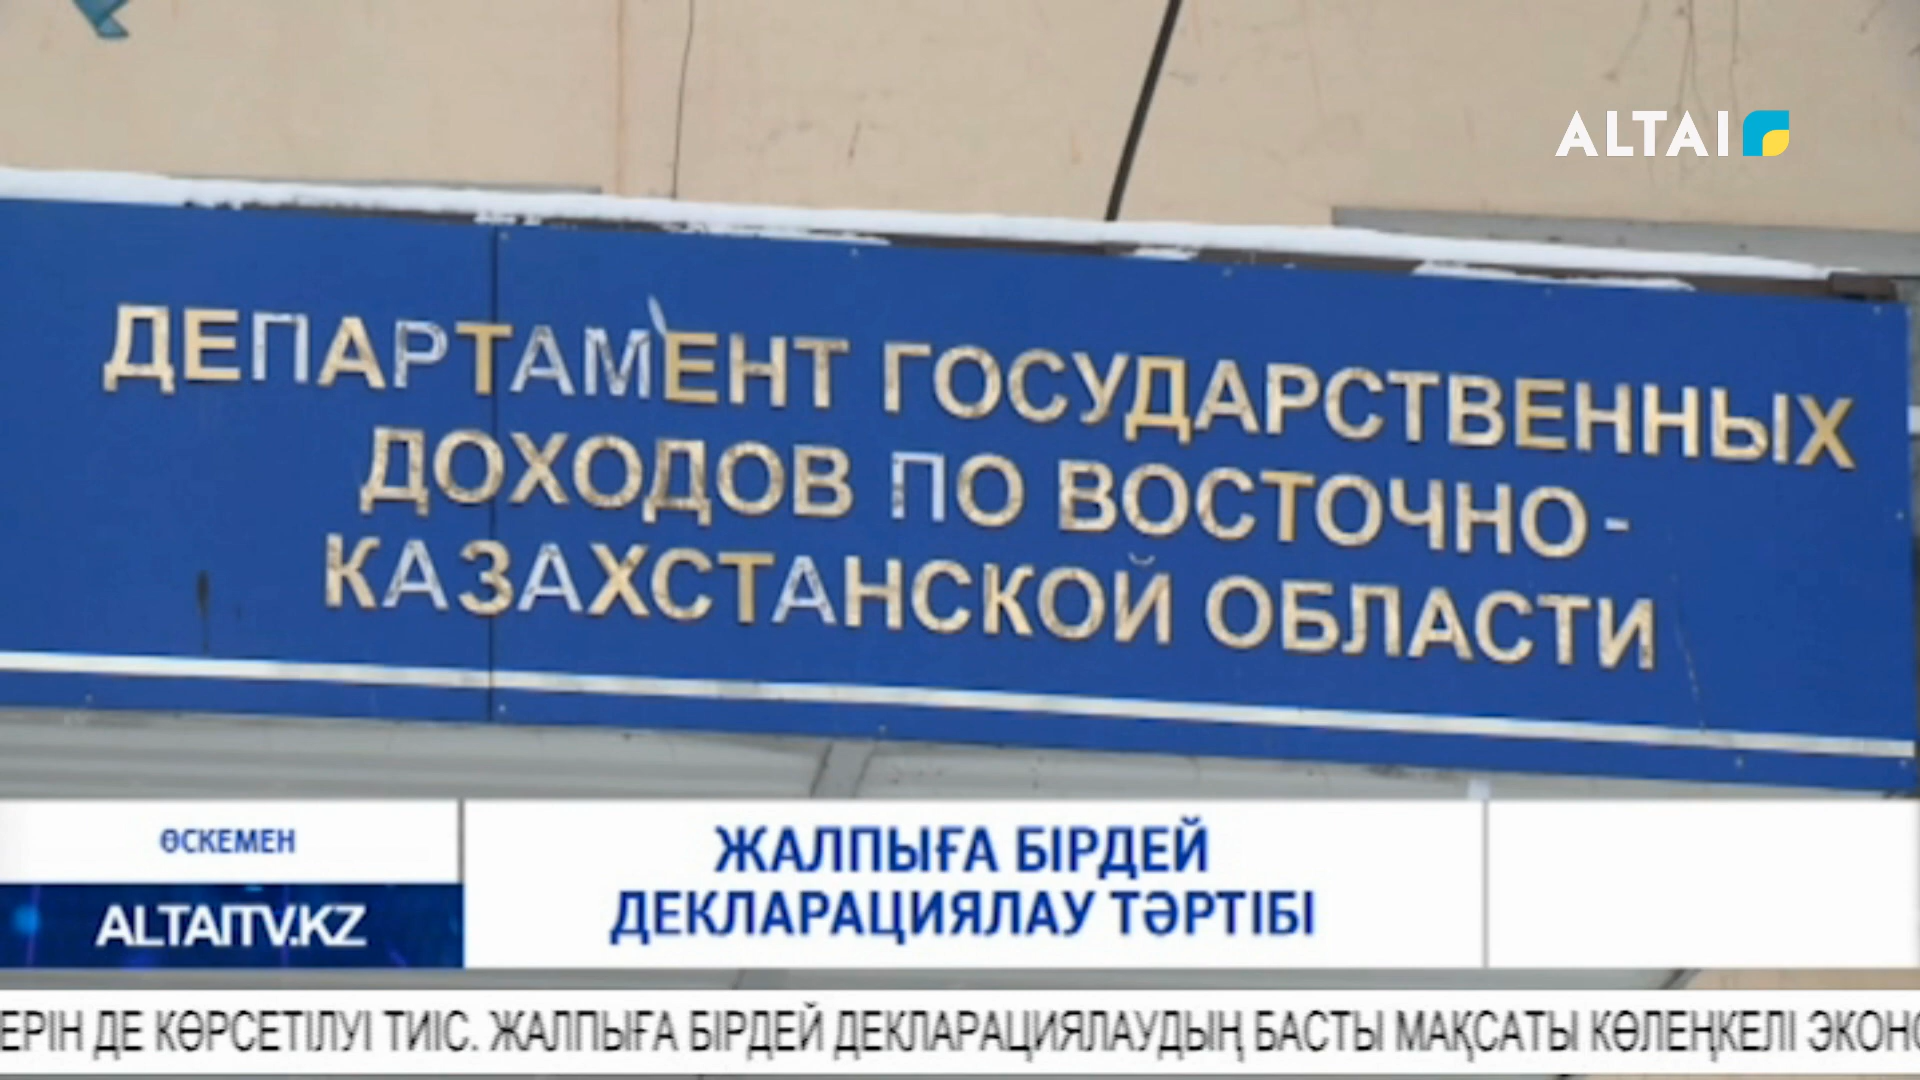 ALTAI
ДЕПАРТАМЕНТ ГОСУДАРСТВЕННЫХ
ДОХОДОВ ПО ВОСТОЧНО-
КАЗАХСТАНСКОЙ ОБЛАСТИ
ӨСКЕМЕН
ALTAITV.KZ
ЖАЛПЫҒА БІРДЕЙ
ДЕКЛАРАЦИЯЛАУ ТӘРТІБІ
ЕРІН ДЕ КӨРСЕТІЛУІ ТИІС. ЖАЛПЫҒА БІРДЕЙ ДЕКЛАРАЦИЯЛАУДЫҢ БАСТЫ МАҚСАТЫ КӨЛЕҢКЕЛІ ЭКОНО